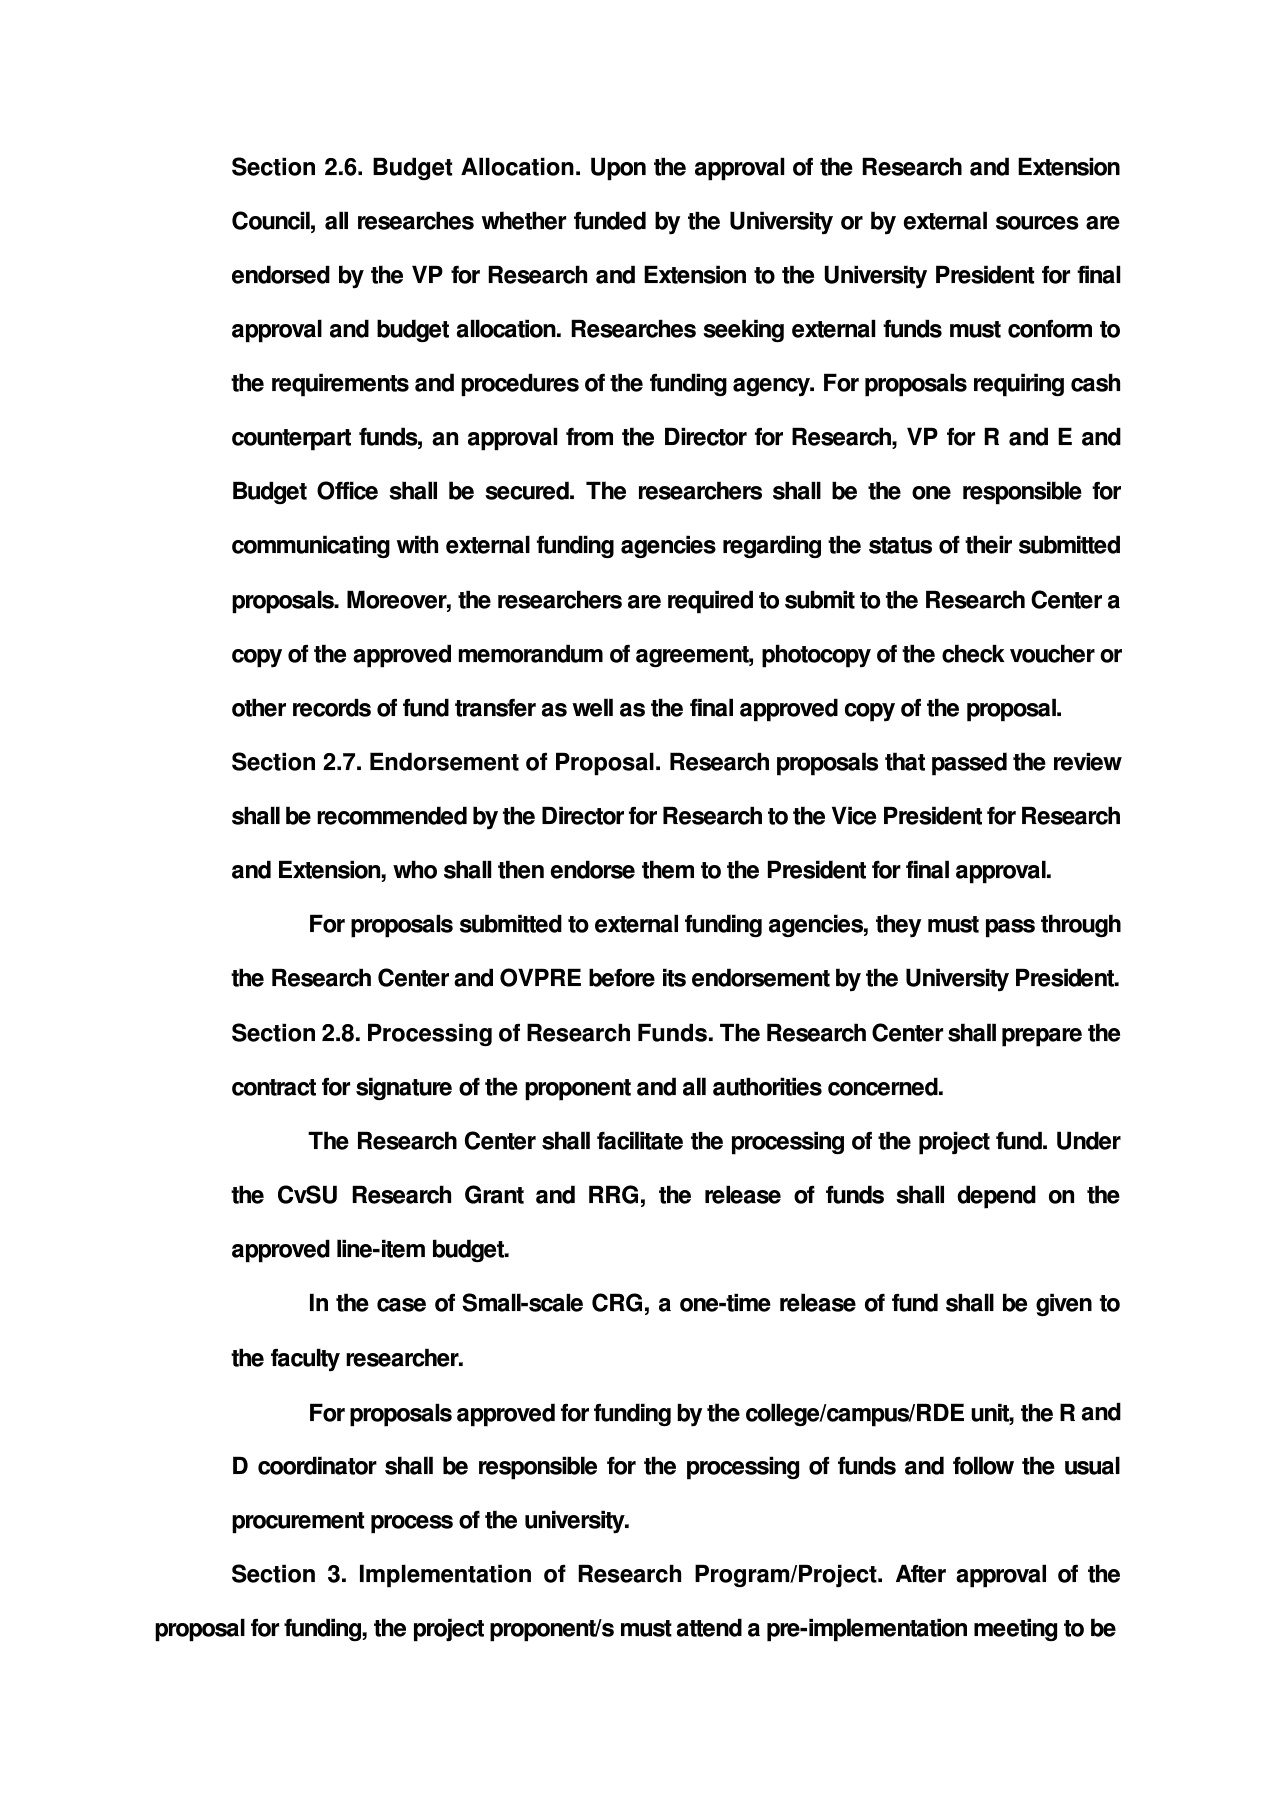 Section 2.6. Budget Allocation. Upon the approval of the Research and Extension
Council, all researches whether funded by the University or by external sources are
endorsed by the VP for Research and Extension to the University President for final
approval and budget allocation. Researches seeking external funds must conform to
the requirements and procedures of the funding agency. For proposals requiring cash
counterpart funds, an approval from the Director for Research, VP for R and E and
Budget Office shall be secured. The researchers shall be the one responsible for
communicating with external funding agencies regarding the status of their submitted
proposals. Moreover, the researchers are required to submit to the Research Center a
copy of the approved memorandum of agreement, photocopy of the check voucher or
other records of fund transfer as well as the final approved copy of the proposal.
Section 2.7. Endorsement of Proposal. Research proposals that passed the review
shall be recommended by the Director for Research to the Vice President for Research
and Extension, who shall then endorse them to the President for final approval.
For proposals submitted to external funding agencies, they must pass through
the Research Center and OVPRE before its endorsement by the University President.
Section 2.8. Processing of Research Funds. The Research Center shall prepare the
contract for signature of the proponent and all authorities concerned.
The Research Center shall facilitate the processing of the project fund. Under
the CvSU Research Grant and RRG, the release of funds shall depend on the
approved line-item budget.
In the case of Small-scale CRG, a one-time release of fund shall be given to
the faculty researcher.
For proposals approved for funding by the college/campus/RDE unit, the R and
D coordinator shall be responsible for the processing of funds and follow the usual
procurement process of the university.
Section 3. Implementation of Research Program/Project. After approval of the
proposal for funding, the project proponent/s must attend a pre-implementation meeting to be